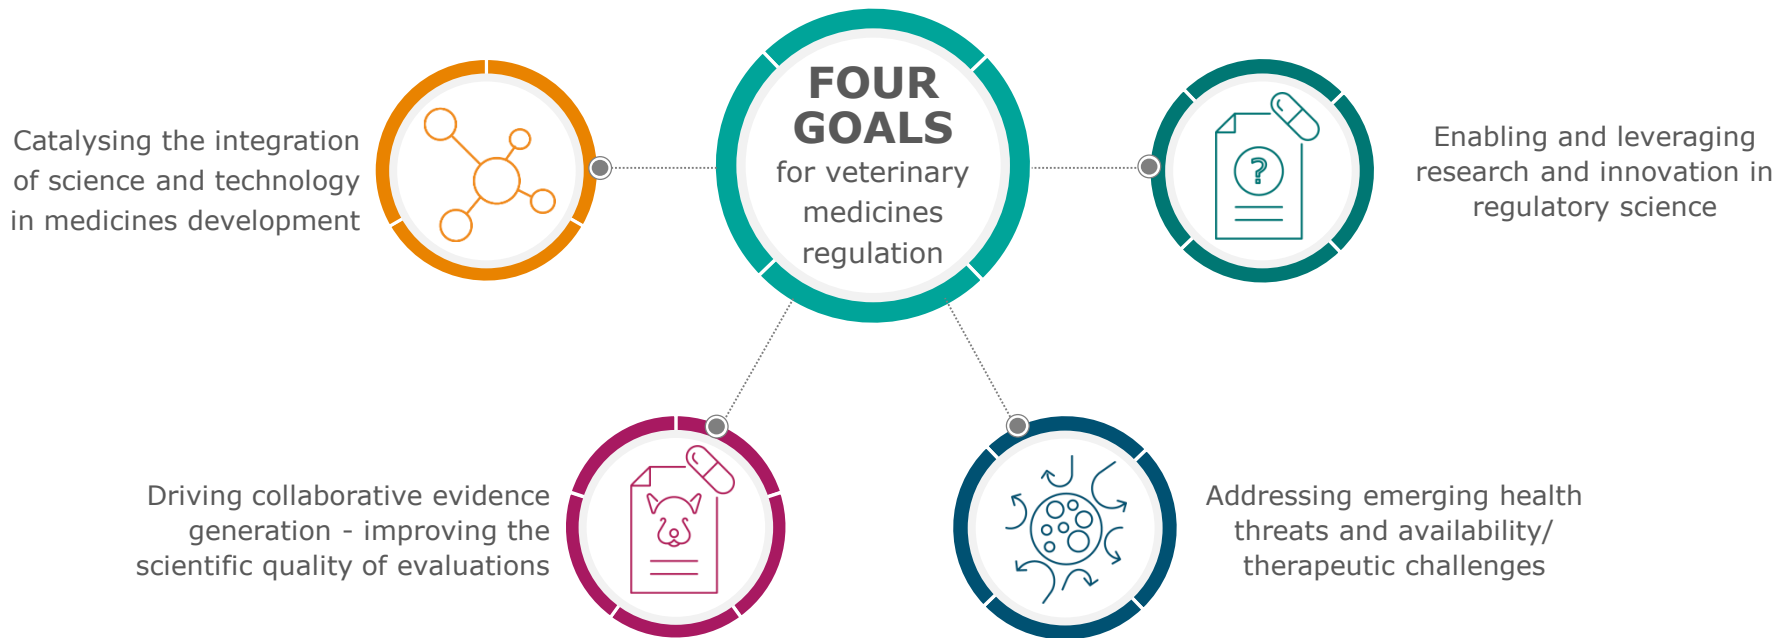 FOUR
GOALS
for veterinary
medicines
regulation
Catalysing the integration
of science and technology
in medicines development
?
Enabling and leveraging
research and innovation in
regulatory science
Driving collaborative evidence
generation - improving the
scientific quality of evaluations
Addressing emerging health
threats and availability/
therapeutic challenges